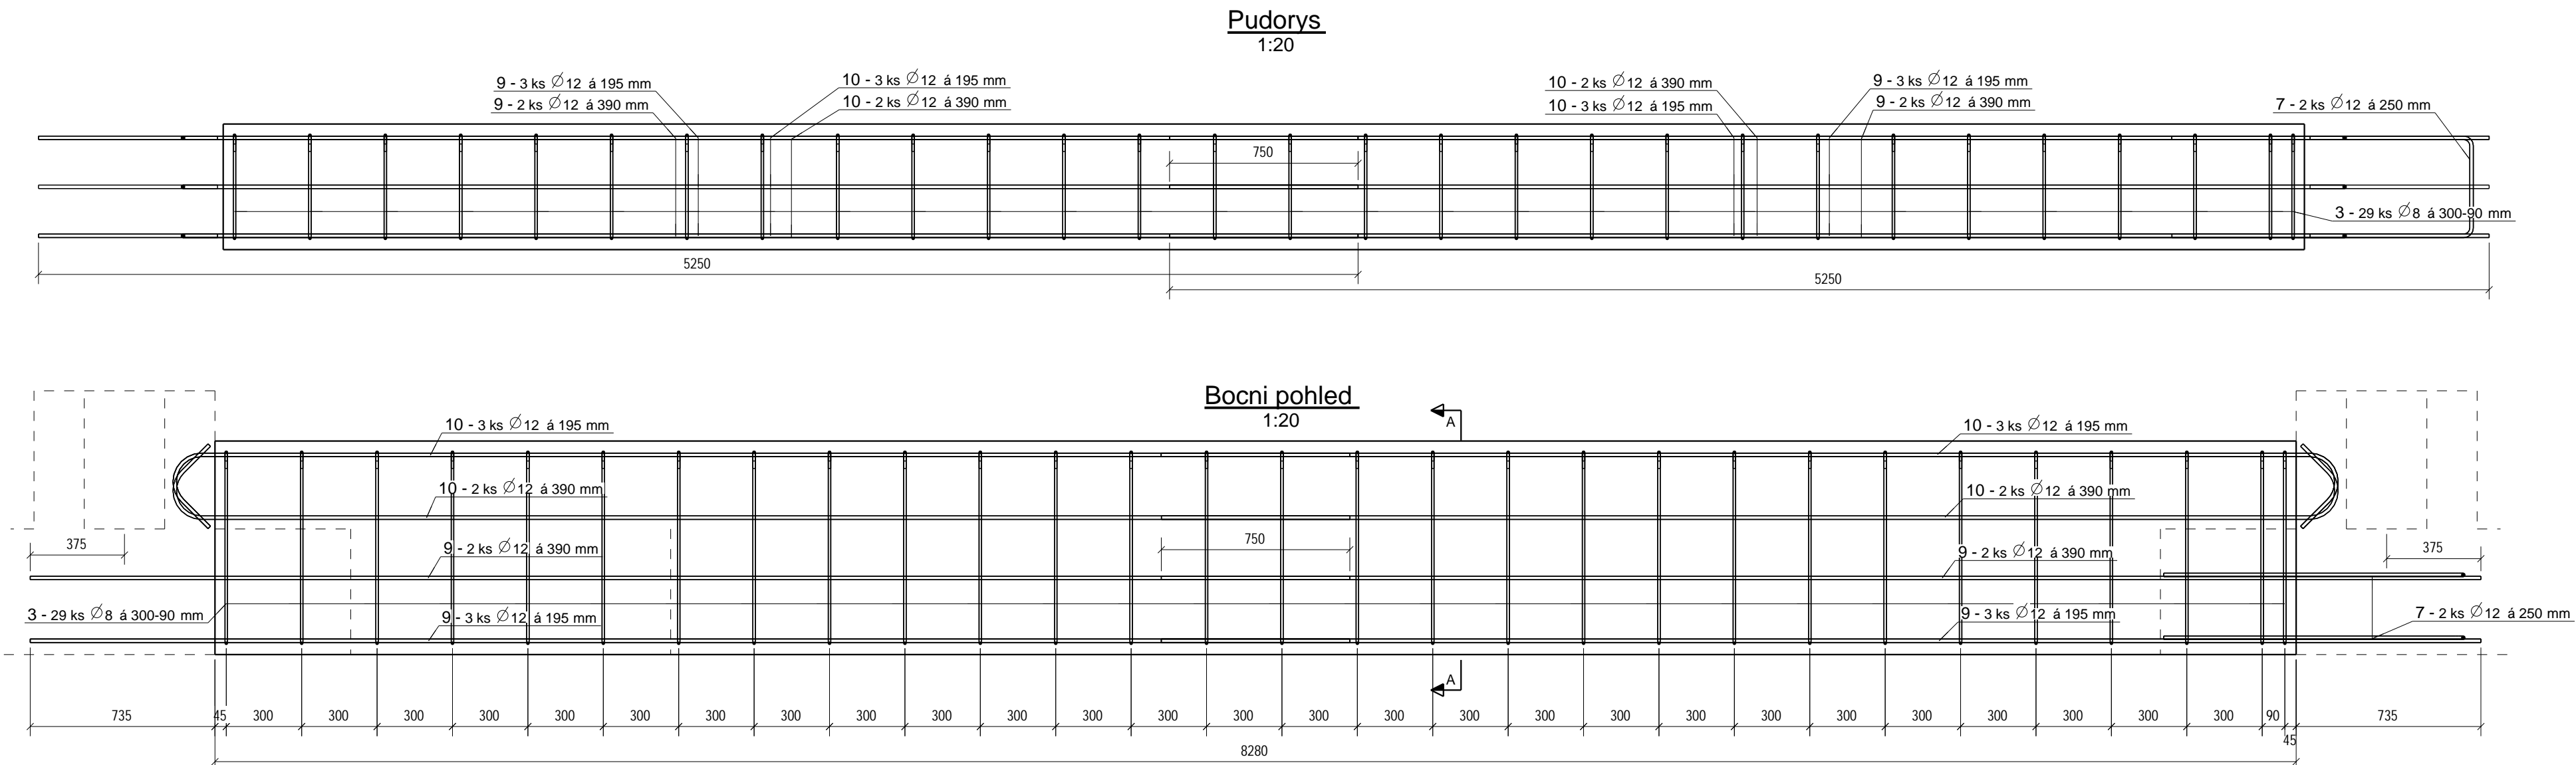 Pudorys
1:20
9 - 3 ks ∅12 á 195 mm
10 - 3 ks ∅12 á 195 mm
10 - 2 ks ∅12 á 390 mm
9 - 3 ks ∅12 á 195 mm
9 - 2 ks ∅12 á 390 mm
10 - 2 ks ∅12 á 390 mm
10 - 3 ks ∅12 á 195 mm
9 - 2 ks ∅12 á 390 mm
7 - 2 ks ∅12 á 250 mm
750
3 - 29 ks ∅8 á 300-90 mm
5250
5250
Bocni pohled
1:20
A
10 - 3 ks ∅12 á 195 mm
10 - 3 ks ∅12 á 195 mm
10 - 2 ks ∅12 á 390 mm
10 - 2 ks ∅12 á 390 mm
375
9 - 2 ks ∅12 á 390 mm
750
9 - 2 ks ∅12 á 390 mm
375
3 - 29 ks ∅8 á 300-90 mm
9 - 3 ks ∅12 á 195 mm
9 - 3 ks ∅12 á 195 mm
7 - 2 ks ∅12 á 250 mm
A
735 45 300 300 300 300 300 300 300 300 300 300 300 300 300 300 300 300 300 300 300 300 300 300 300 300 300 300 300 90 45 735
8280